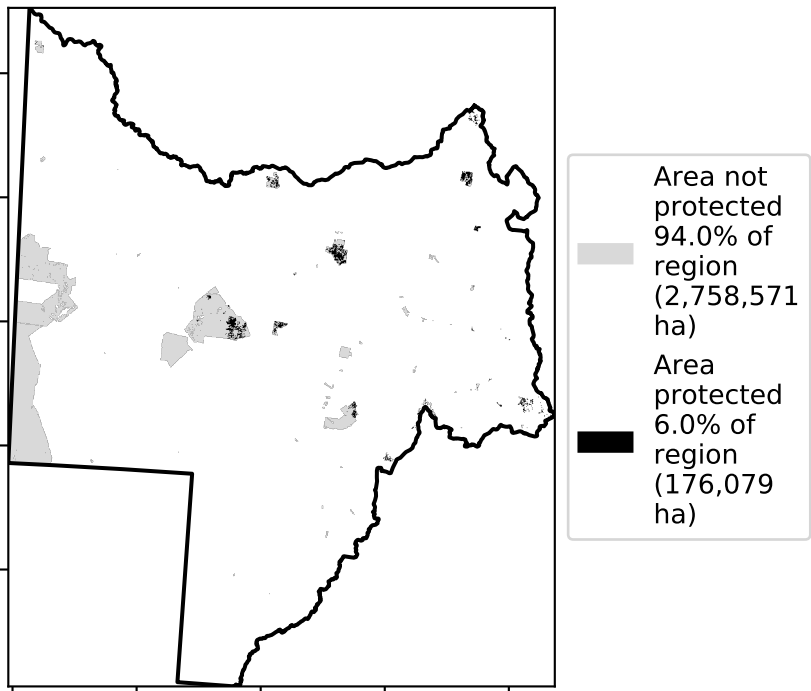 Area not
protected
94.0% of
region
(2,758,571
ha)
Area
protected
6.0% of
region
(176,079
ha)